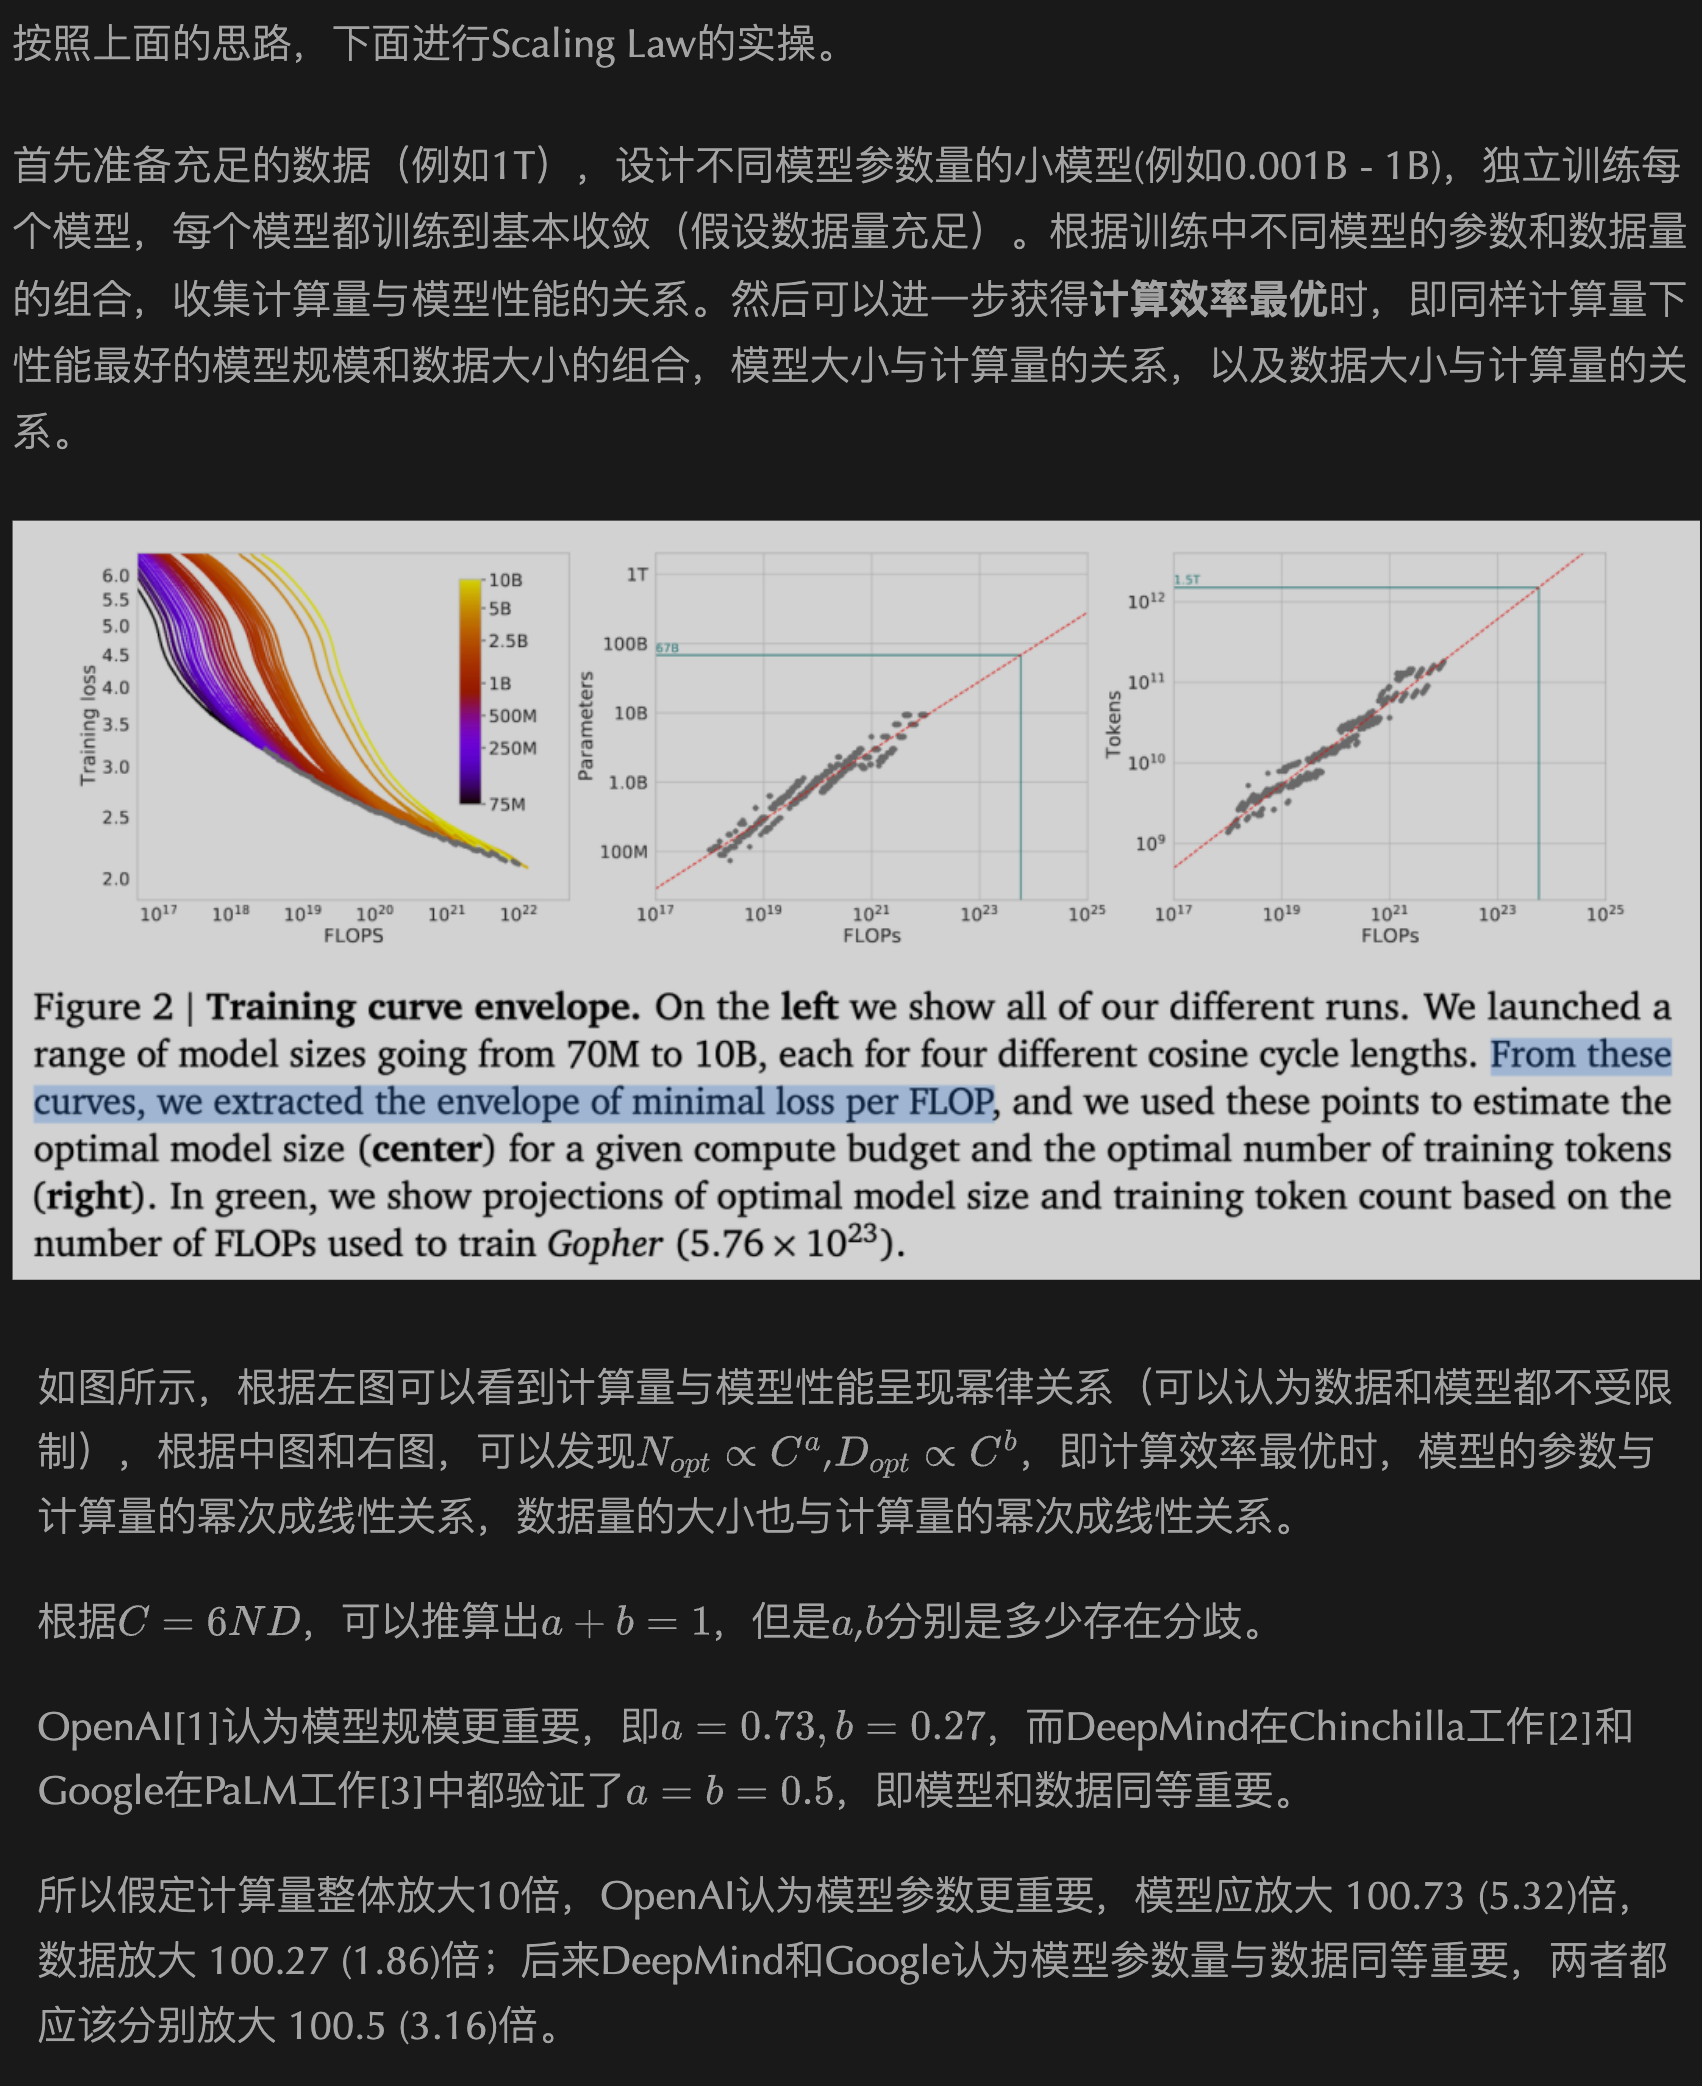 按照上面的思路，下面进行Scaling Law的实操。
首先准备充足的数据（例如1T），设计不同模型参数量的小模型(例如0.001B - 1B)，独立训练每
个模型，每个模型都训练到基本收敛（假设数据量充足）。根据训练中不同模型的参数和数据量
的组合，收集计算量与模型性能的关系。然后可以进一步获得计算效率最优时，即同样计算量下
性能最好的模型规模和数据大小的组合，模型大小与计算量的关系，以及数据大小与计算量的关
系。
Training loss
6.0
5.5
5.0
4.5
4.0
3.5
3.0
2.5
2.0
10B
5B
2.5B
1B
500M
250M
75M
10^17 10^18 10^19 10^20 10^21 10^22
FLOPS
Parameters
1T
100B
10B
1.0B
100M
67B
10^17 10^19 10^21 10^23 10^25
FLOPs
Tokens
10^12
10^11
10^10
10^9
1.5T
10^17 10^19 10^21 10^23 10^25
FLOPs
Figure 2 | Training curve envelope. On the left we show all of our different runs. We launched a
range of model sizes going from 70M to 10B, each for four different cosine cycle lengths. From these
curves, we extracted the envelope of minimal loss per FLOP, and we used these points to estimate the
optimal model size (center) for a given compute budget and the optimal number of training tokens
(right). In green, we show projections of optimal model size and training token count based on the
number of FLOPs used to train Gopher (5.76 × 10^23).
如图所示，根据左图可以看到计算量与模型性能呈现幂律关系（可以认为数据和模型都不受限
制），根据中图和右图，可以发现N_opt ∝ C^a,D_opt ∝ C^b，即计算效率最优时，模型的参数与
计算量的幂次成线性关系，数据量的大小也与计算量的幂次成线性关系。
根据C = 6ND，可以推算出a + b = 1，但是a,b分别是多少存在分歧。
OpenAI[1]认为模型规模更重要，即a = 0.73, b = 0.27，而DeepMind在Chinchilla工作[2]和
Google在PaLM工作[3]中都验证了a = b = 0.5，即模型和数据同等重要。
所以假定计算量整体放大10倍，OpenAI认为模型参数更重要，模型应放大 100.73 (5.32)倍，
数据放大 100.27 (1.86)倍；后来DeepMind和Google认为模型参数量与数据同等重要，两者都
应该分别放大 100.5 (3.16)倍。